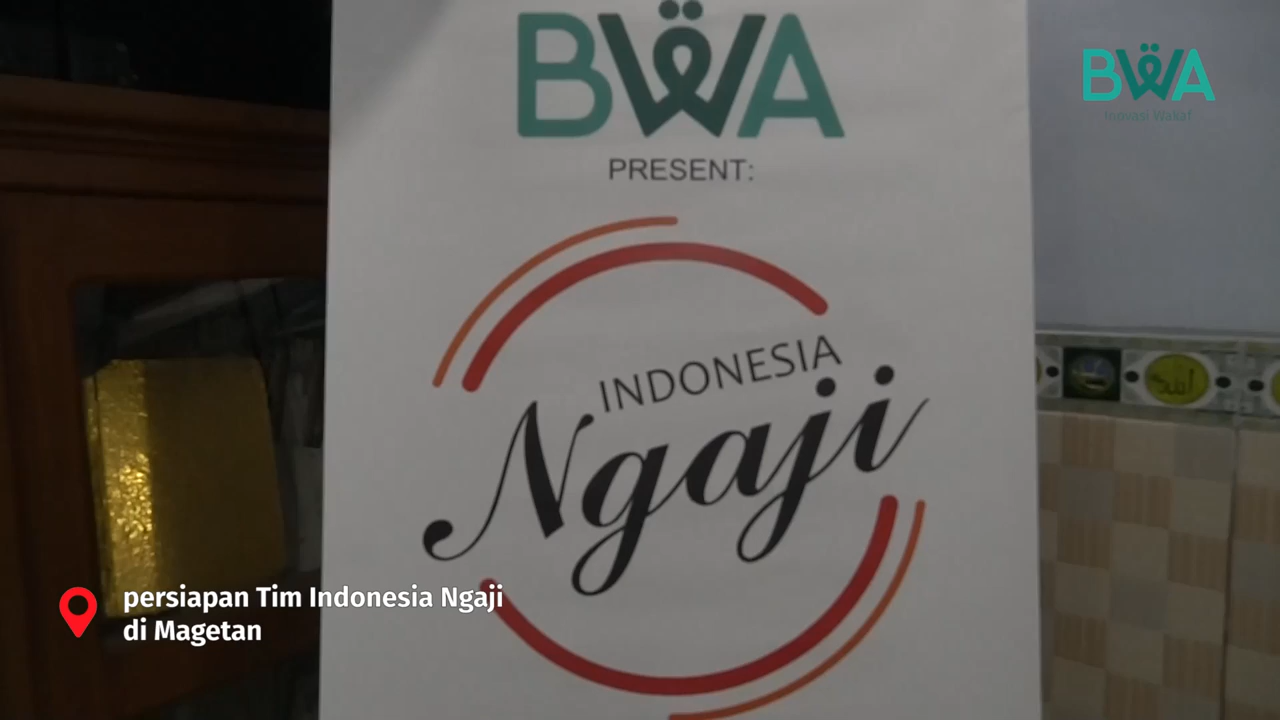 BWA
PRESENT:
INDONESIA
Ngaji
BWA
Inovasi Wakaf
persiapan Tim Indonesia Ngaji
di Magetan